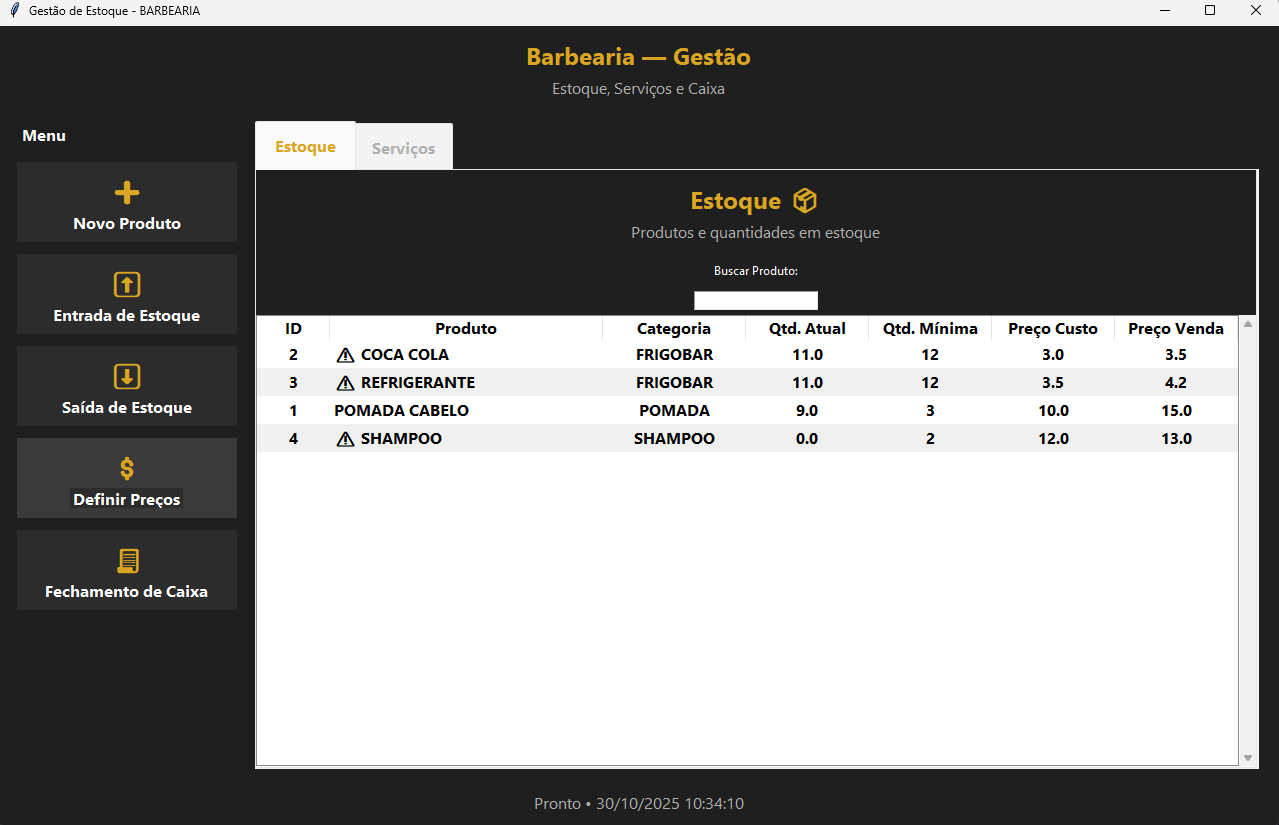 Gestão de Estoque - BARBEARIA
Barbearia — Gestão
Estoque, Serviços e Caixa
Menu
Novo Produto
Entrada de Estoque
Saída de Estoque
$
Definir Preços
Fechamento de Caixa
Estoque Serviços
Estoque
Produtos e quantidades em estoque
Buscar Produto:
ID Produto Categoria Qtd. Atual Qtd. Mínima Preço Custo Preço Venda
2 ⚠ COCA COLA FRIGOBAR 11.0 12 3.0 3.5
3 ⚠ REFRIGERANTE FRIGOBAR 11.0 12 3.5 4.2
1 POMADA CABELO POMADA 9.0 3 10.0 15.0
4 ⚠ SHAMPOO SHAMPOO 0.0 2 12.0 13.0
Pronto • 30/10/2025 10:34:10